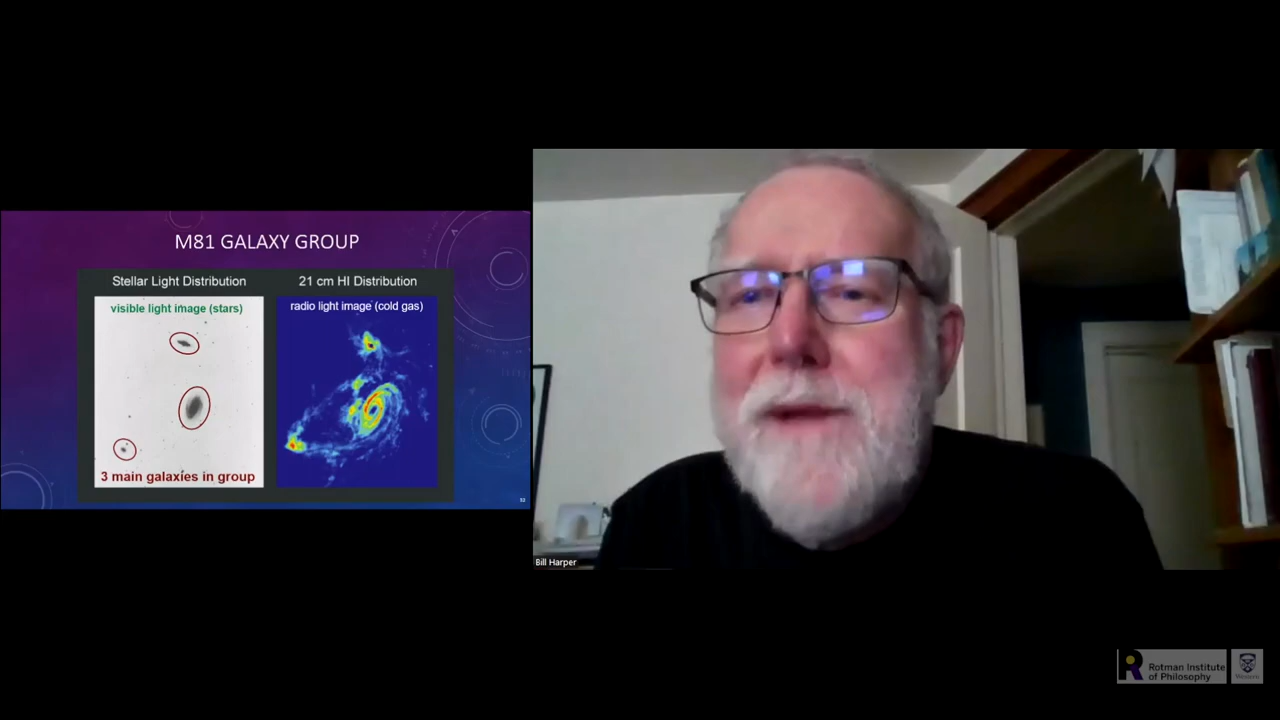 M81 GALAXY GROUP
Stellar Light Distribution
21 cm HI Distribution
visible light image (stars)
radio light image (cold gas)
3 main galaxies in group
Bill Harper
Rotman Institute
of Philosophy
Western